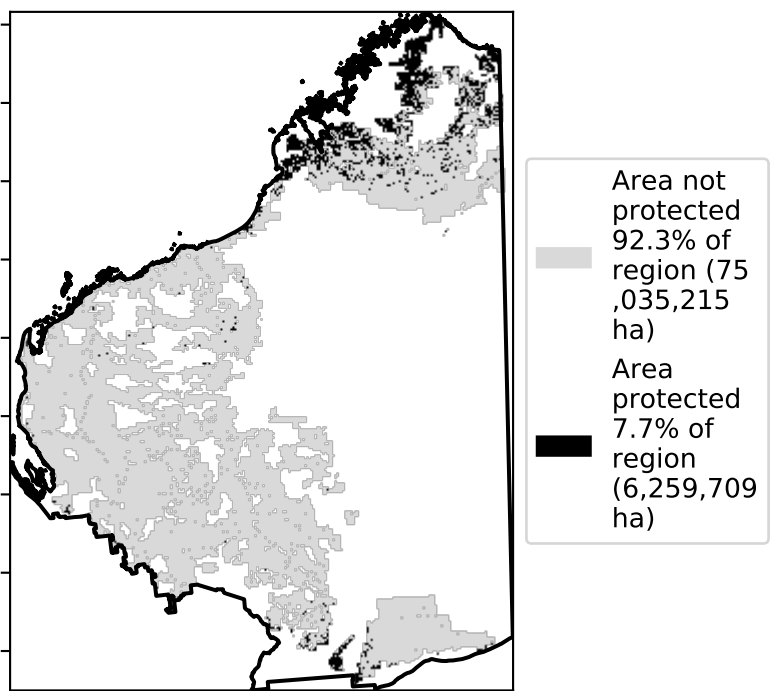 Area not
protected
92.3% of
region (75
,035,215
ha)
Area
protected
7.7% of
region
(6,259,709
ha)